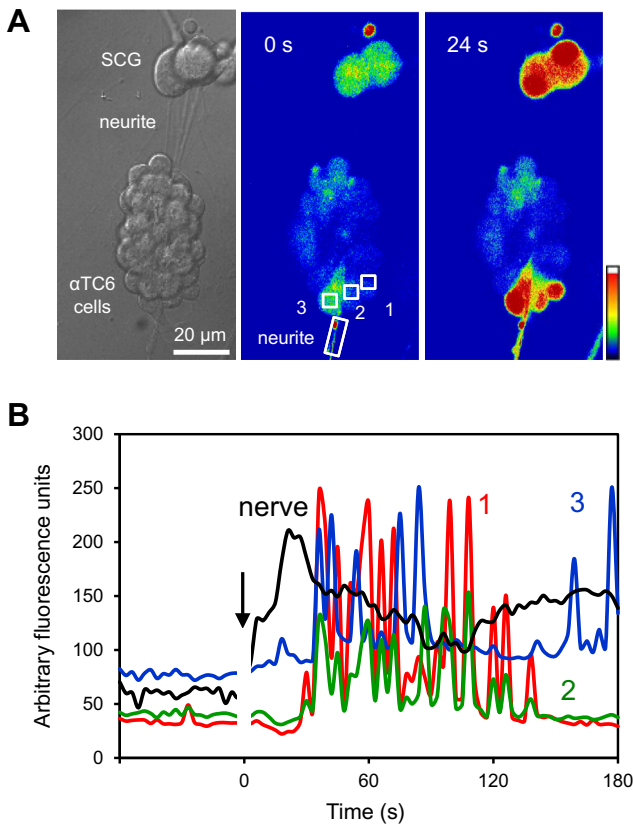 A
SCG
neurite
αTC6
cells
20 μm
0 s
3
2
1
neurite
24 s
B
Arbitrary fluorescence units
300
250
200
150
100
50
0
nerve
1
3
2
0
60
120
180
Time (s)